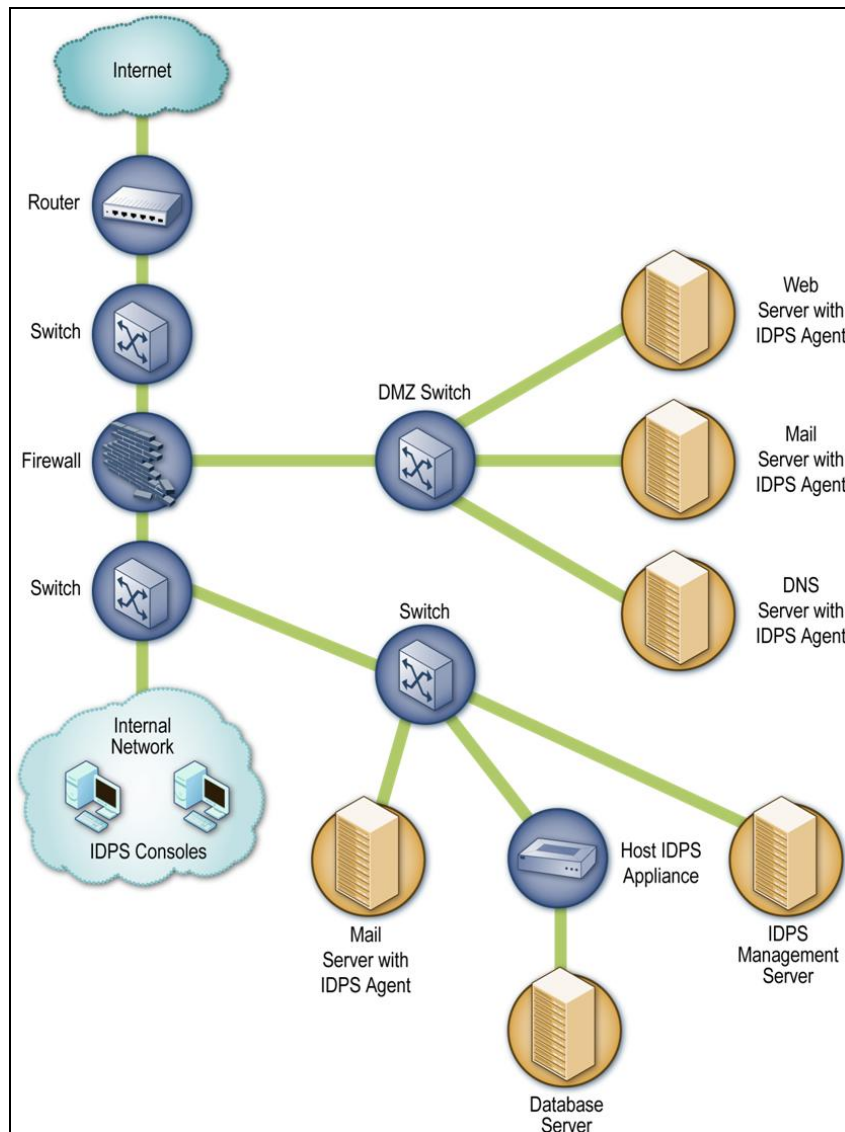 Internet
Router
Switch
Firewall
Switch
Internal
Network
IDPS Consoles
DMZ Switch
Web
Server with
IDPS Agent
Mail
Server with
IDPS Agent
DNS
Server with
IDPS Agent
Switch
Mail
Server with
IDPS Agent
Host IDPS
Appliance
Database
Server
IDPS
Management
Server